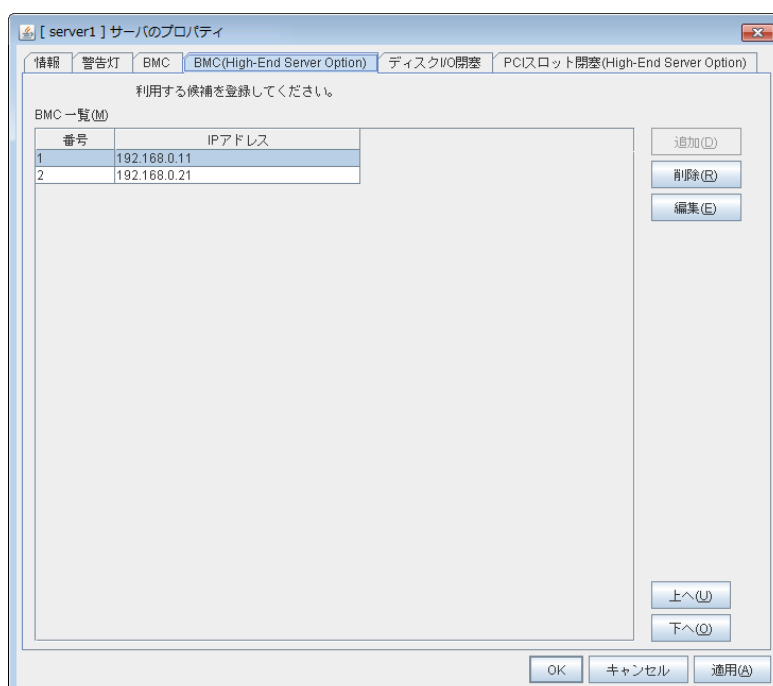 [ server1 ] サーバのプロパティ
情報 警告灯 BMC BMC(High-End Server Option) ディスクI/O閉塞 PCIスロット閉塞(High-End Server Option)
利用する候補を登録してください。
BMC 一覧(M)
番号 IPアドレス
1 192.168.0.11
2 192.168.0.21
追加(D)
削除(R)
編集(E)
上へ(U)
下へ(O)
OK キャンセル 適用(A)